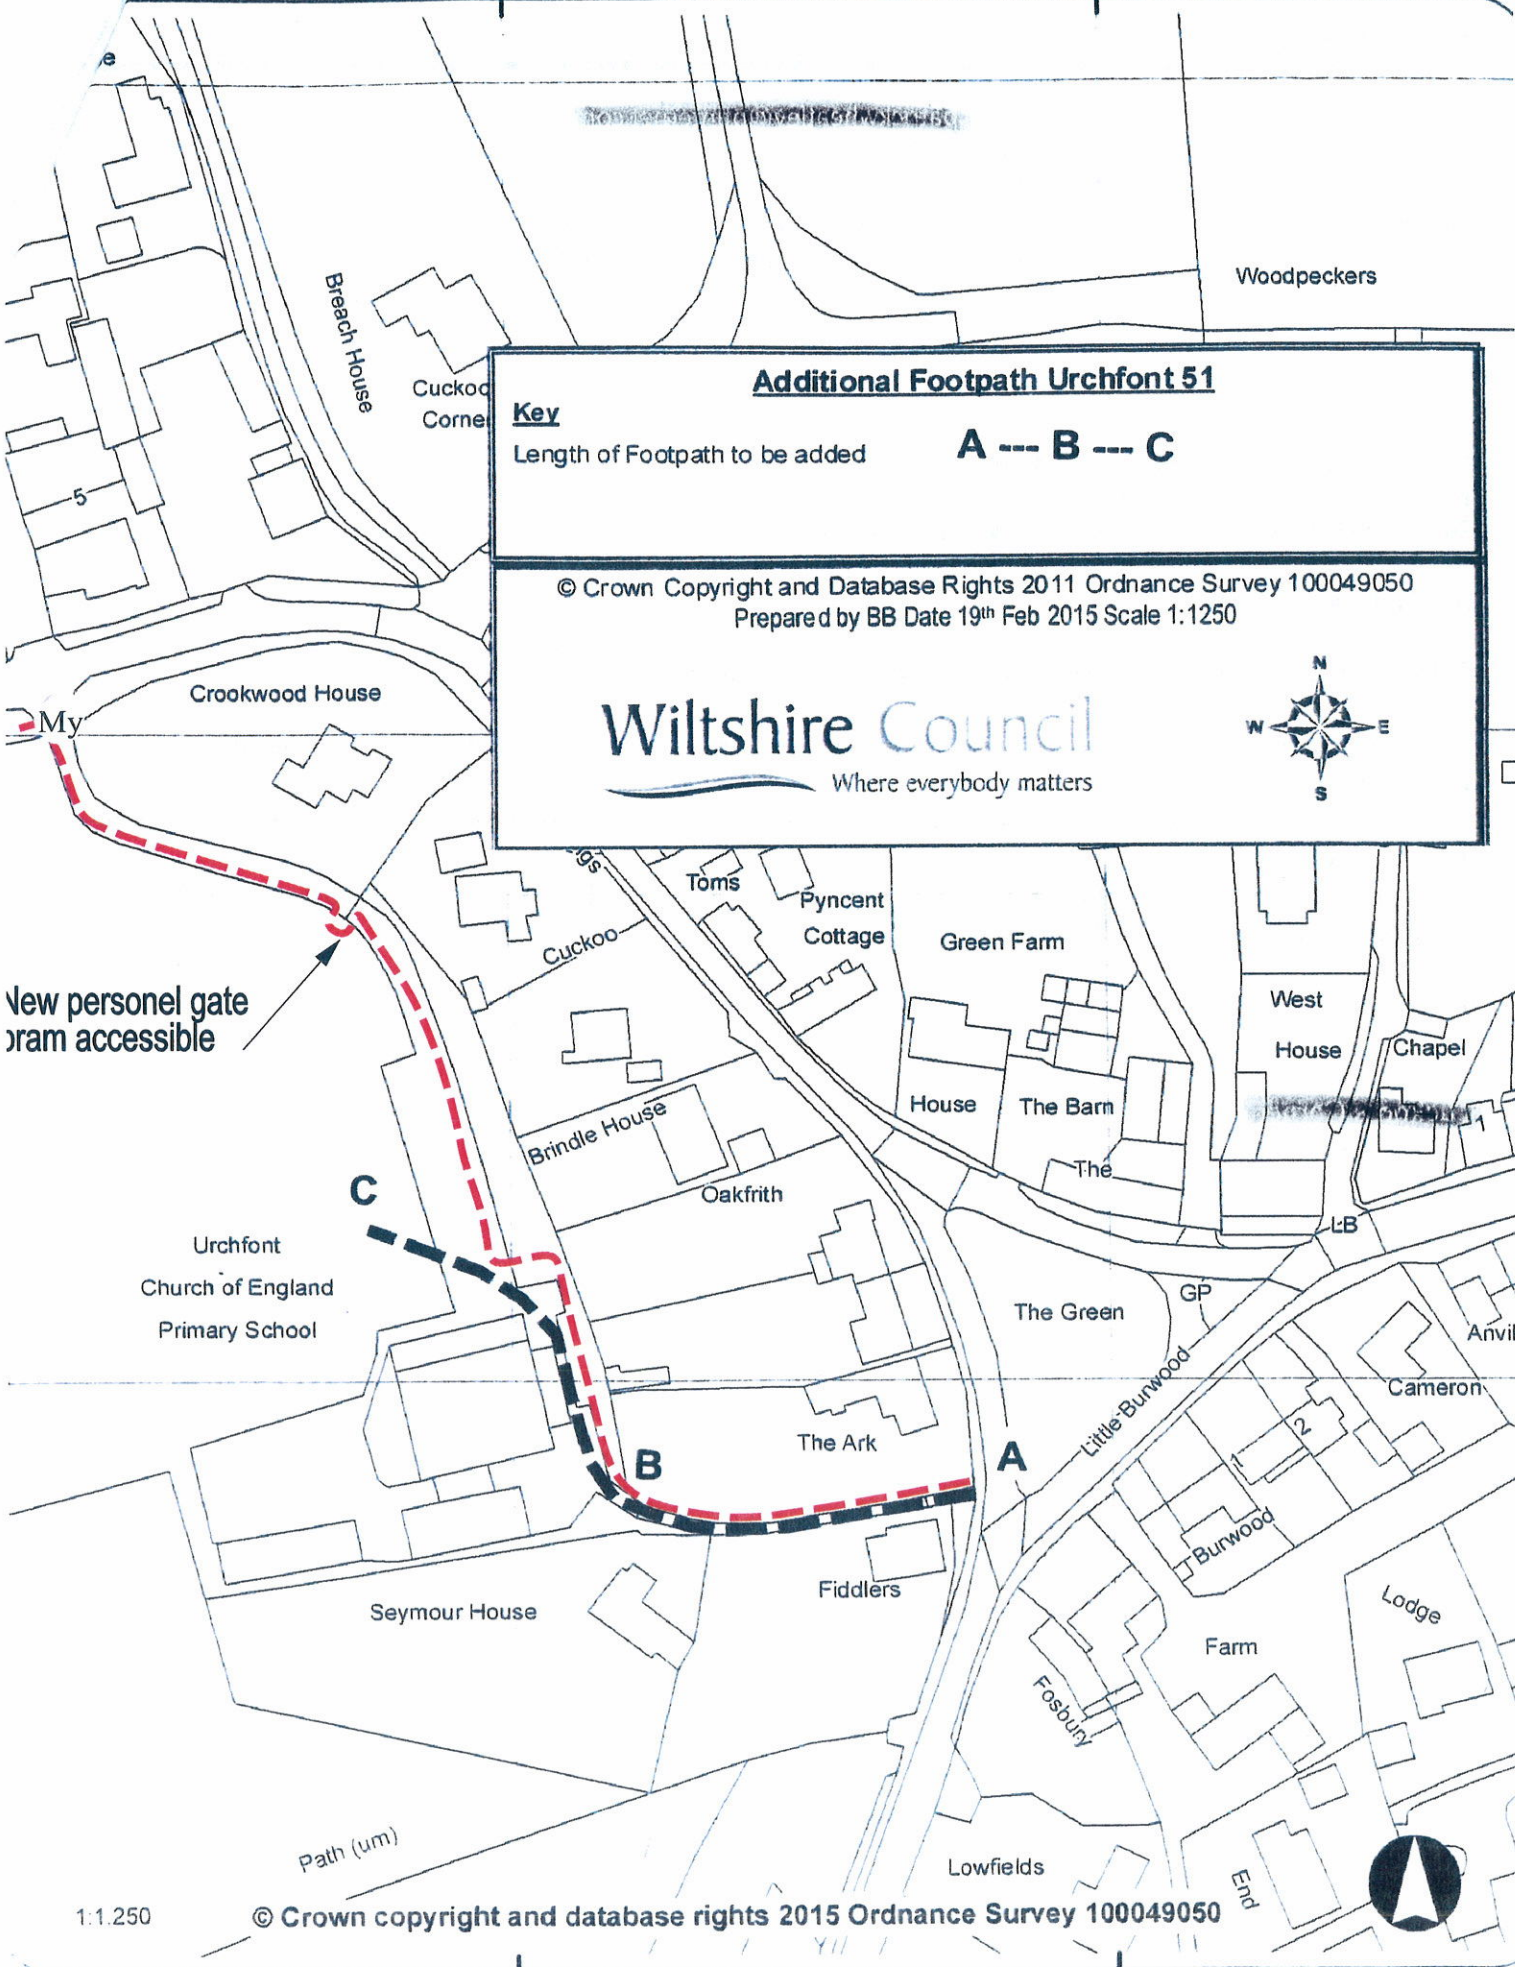 e
Woodpeckers
Breach House
Cuckoo
Corne
Additional Footpath Urchfont 51
Key
Length of Footpath to be added
A --- B --- C
5
© Crown Copyright and Database Rights 2011 Ordnance Survey 100049050
Prepared by BB Date 19th Feb 2015 Scale 1:1250
Wiltshire Council
Where everybody matters
N
W
E
S
Crookwood House
My
Toms
Pyncent
Cottage
Green Farm
Cuckoo
New personel gate
pram accessible
West
House
Chapel
House
The Barn
1
Brindle House
The
Oakfrith
C
LB
Urchfont
Church of England
Primary School
The Green
GP
Anvil
Little Burwood
Cameron
The Ark
2
1
B
A
Burwood
Fiddlers
Seymour House
Lodge
Farm
Fosbury
Path (um)
Lowfields
End
1:1.250
© Crown copyright and database rights 2015 Ordnance Survey 100049050